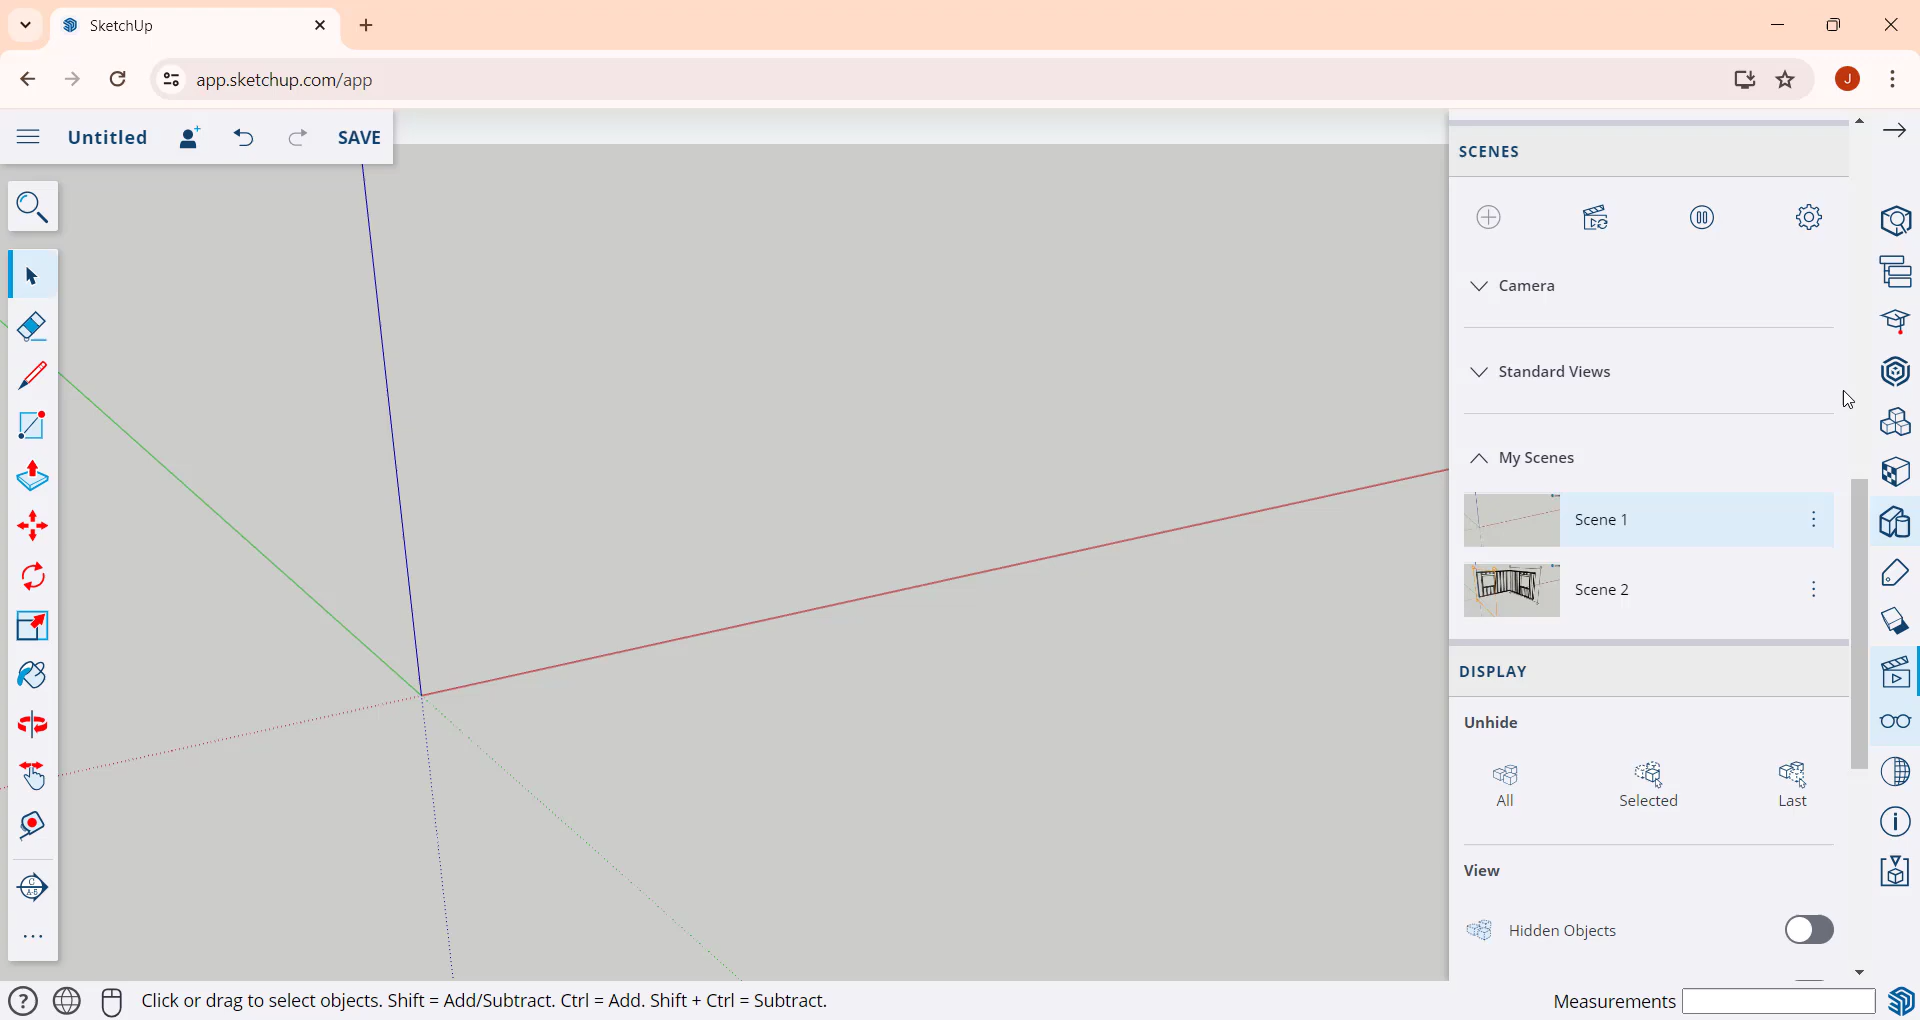 SketchUp
app.sketchup.com/app
J
Untitled
SAVE
SCENES
Camera
Standard Views
My Scenes
Scene 1
Scene 2
DISPLAY
Unhide
All
Selected
Last
View
Hidden Objects
Click or drag to select objects. Shift = Add/Subtract. Ctrl = Add. Shift + Ctrl = Subtract.
Measurements